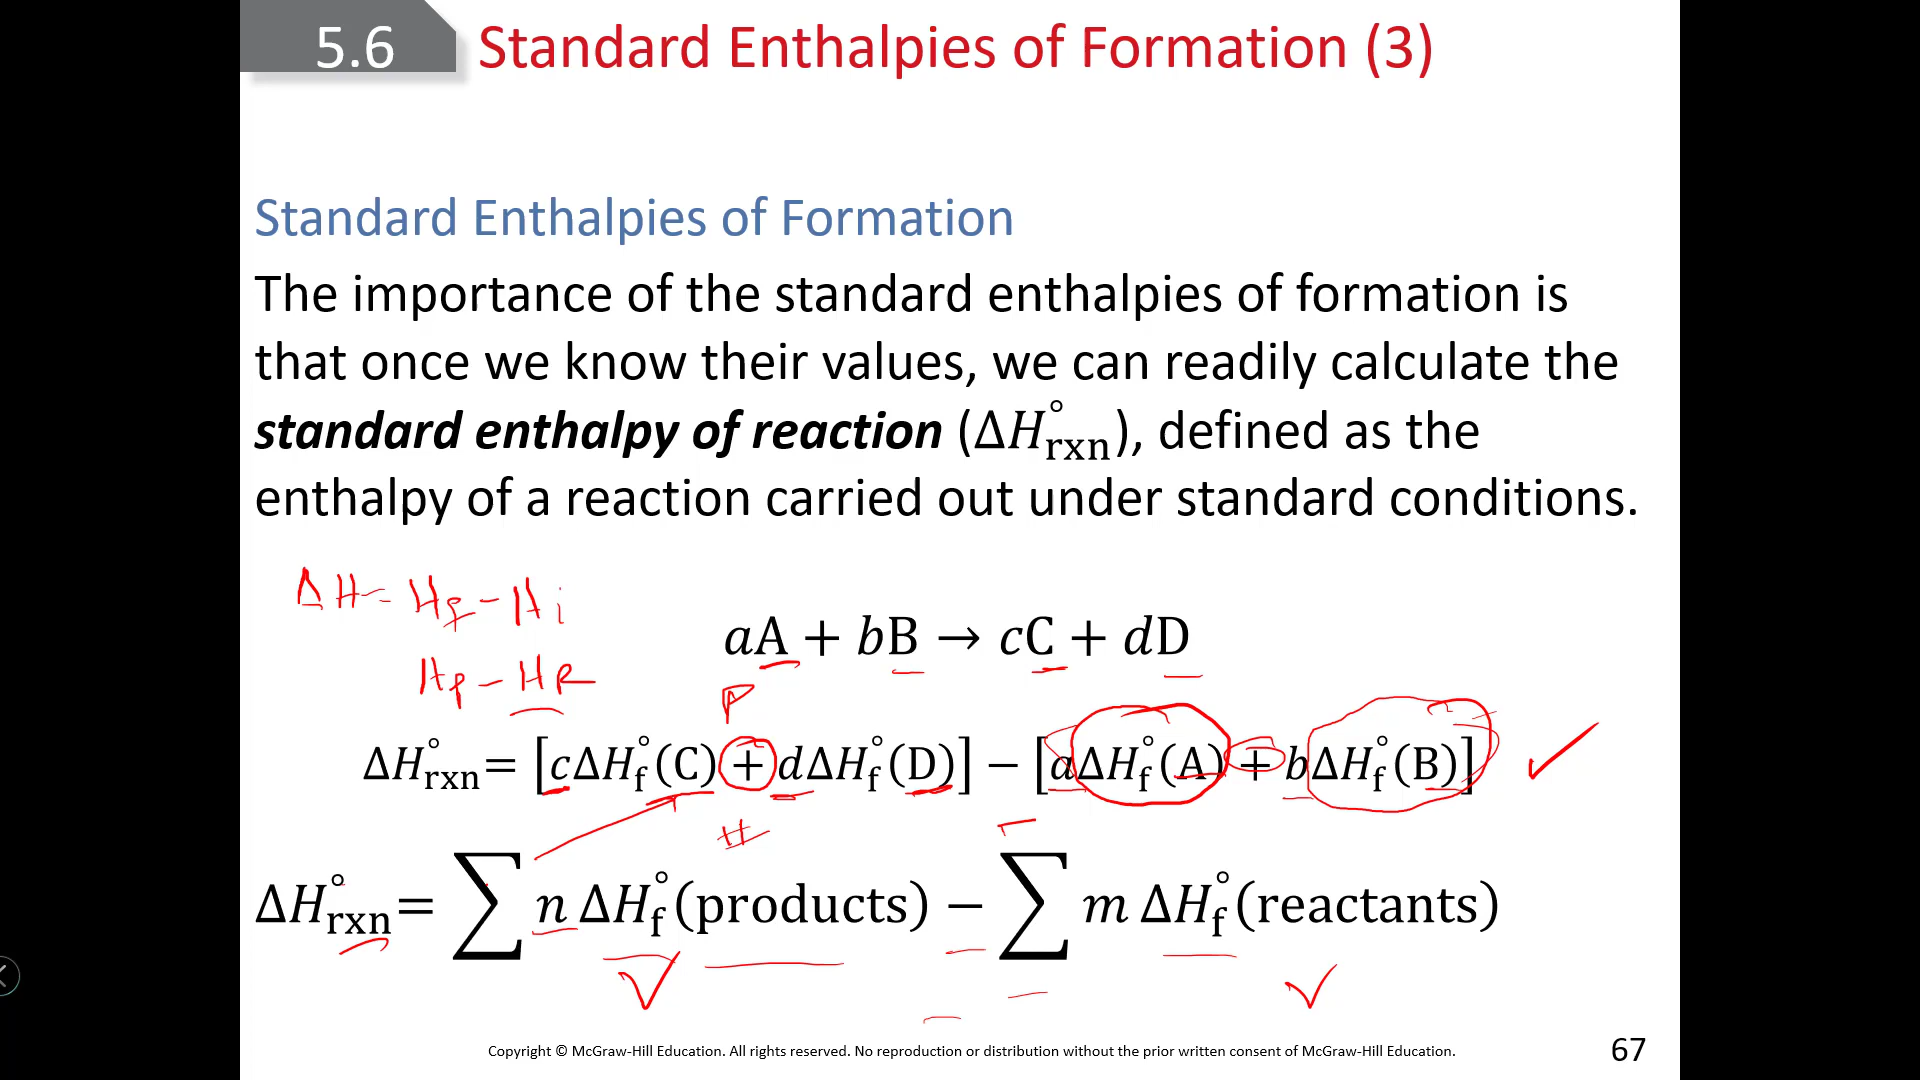 5.6 Standard Enthalpies of Formation (3)
Standard Enthalpies of Formation
The importance of the standard enthalpies of formation is
that once we know their values, we can readily calculate the
standard enthalpy of reaction (ΔH°rxn), defined as the
enthalpy of a reaction carried out under standard conditions.
ΔH = Hf − Hi
aA + bB → cC + dD
Hp − HR
P
ΔH°rxn = [cΔH°f(C) + dΔH°f(D)] − [aΔH°f(A) + bΔH°f(B)]
ΔH°rxn = ∑ n ΔH°f(products) − ∑ m ΔH°f(reactants)
Copyright © McGraw-Hill Education. All rights reserved. No reproduction or distribution without the prior written consent of McGraw-Hill Education.
67